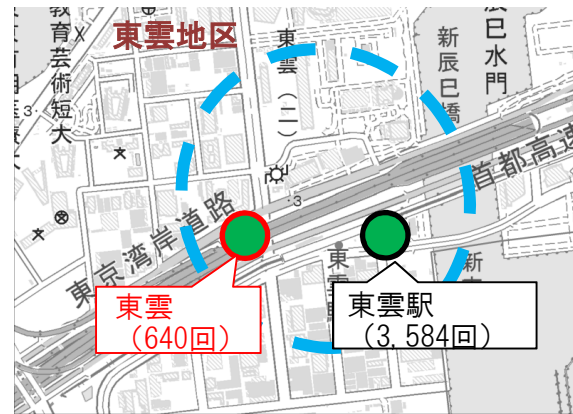 東雲地区
教育芸術短大
東雲（二）
新辰巳橋
辰巳水門
・3
・3
首都高速
東京湾岸道路
東雲
（640回）
東雲駅
（3,584回）